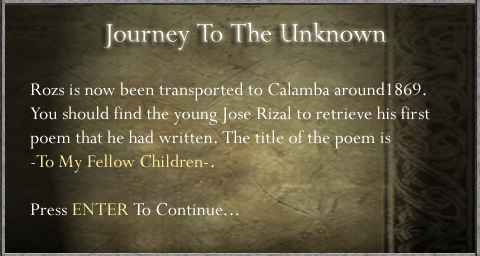 Journey To The Unknown
Rozs is now been transported to Calamba around1869.
You should find the young Jose Rizal to retrieve his first
poem that he had written. The title of the poem is
-To My Fellow Children-.
Press ENTER To Continue...